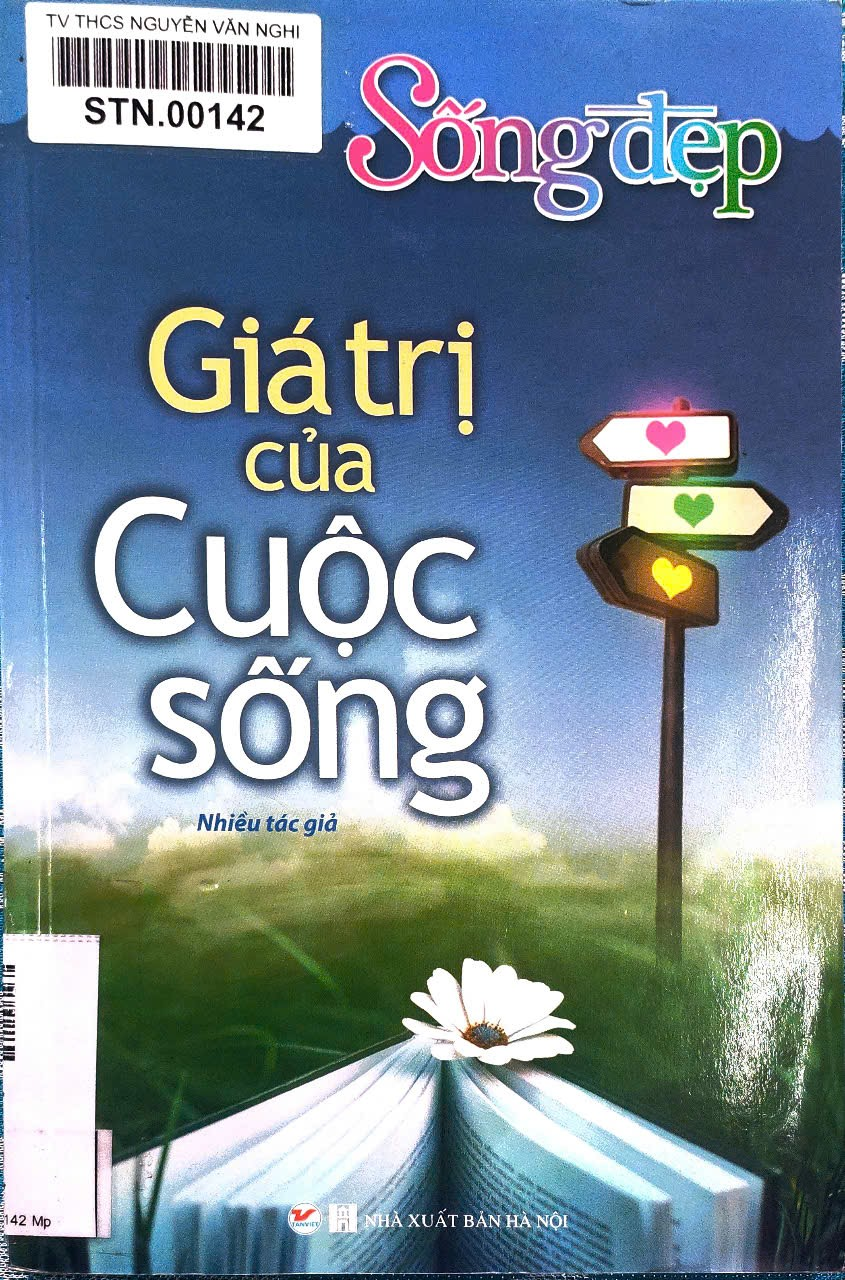 TV THCS NGUYỄN VĂN NGHI
STN.00142
Sống đẹp
Giá trị
của
Cuộc
sống
Nhiều tác giả
142 Mp
TANVIET
NHÀ XUẤT BẢN HÀ NỘI